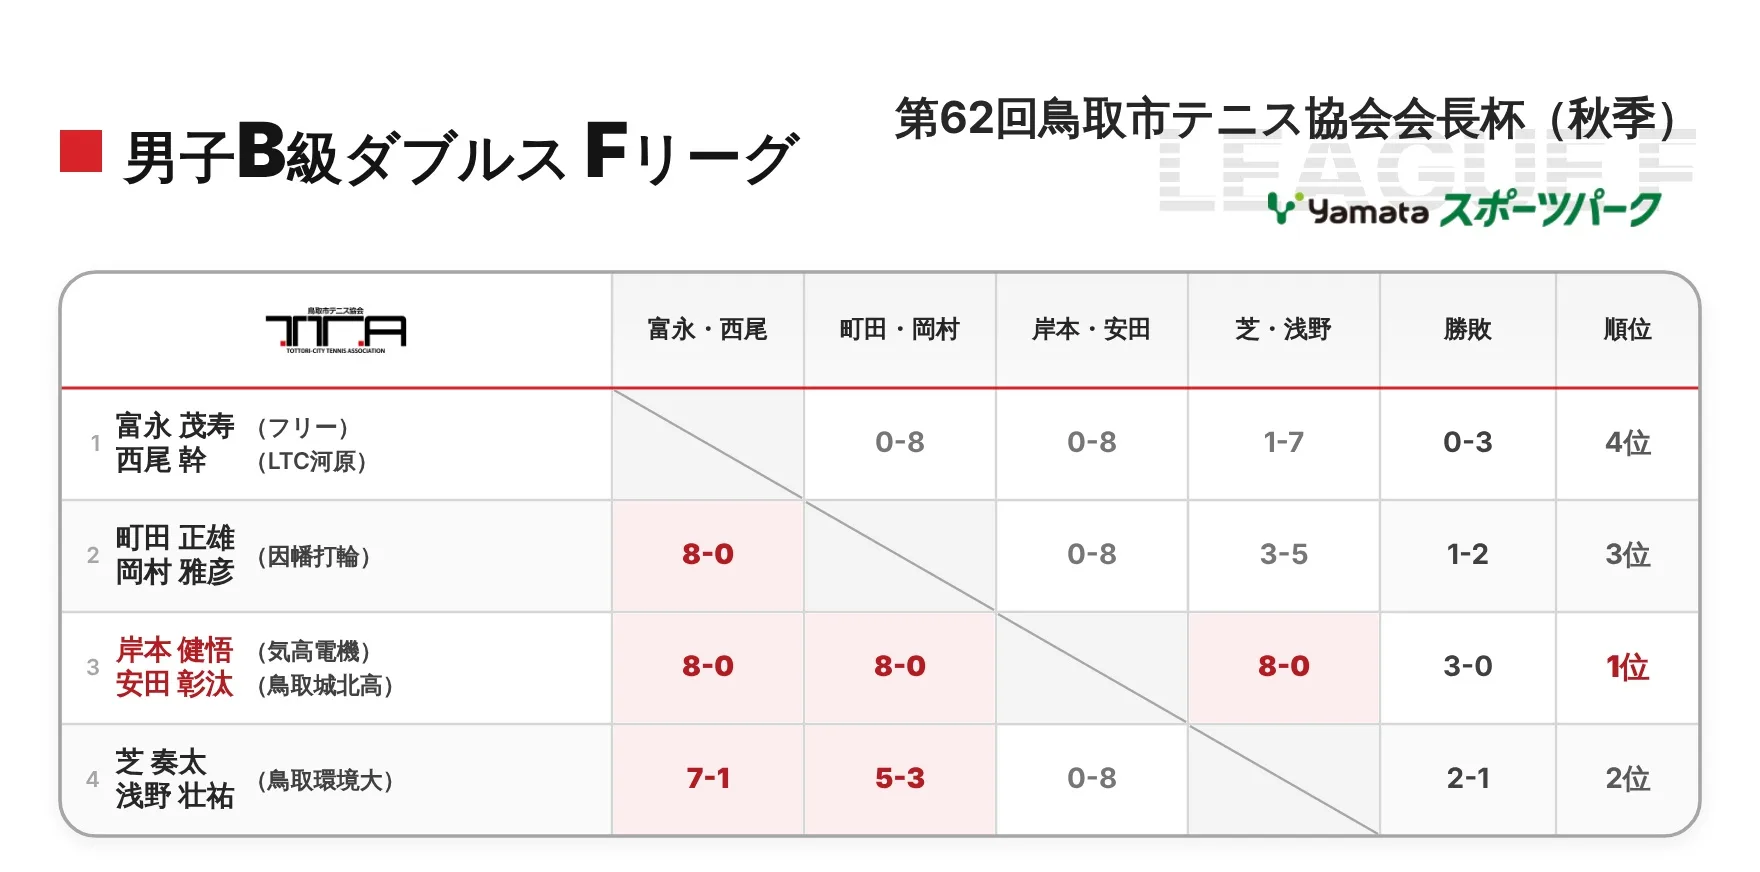 男子B級ダブルス Fリーグ
第62回鳥取市テニス協会会長杯（秋季）
LEAGUE F
Yamata スポーツパーク
鳥取市テニス協会
TTA
TOTTORI-CITY TENNIS ASSOCIATION
富永・西尾 町田・岡村 岸本・安田 芝・浅野 勝敗 順位
1 富永 茂寿 （フリー） 0-8 0-8 1-7 0-3 4位
西尾 幹 （LTC河原）
2 町田 正雄 （因幡打輪） 8-0 0-8 3-5 1-2 3位
岡村 雅彦
3 岸本 健悟 （気高電機） 8-0 8-0 8-0 3-0 1位
安田 彰汰 （鳥取城北高）
4 芝 奏太 （鳥取環境大） 7-1 5-3 0-8 2-1 2位
浅野 壮祐